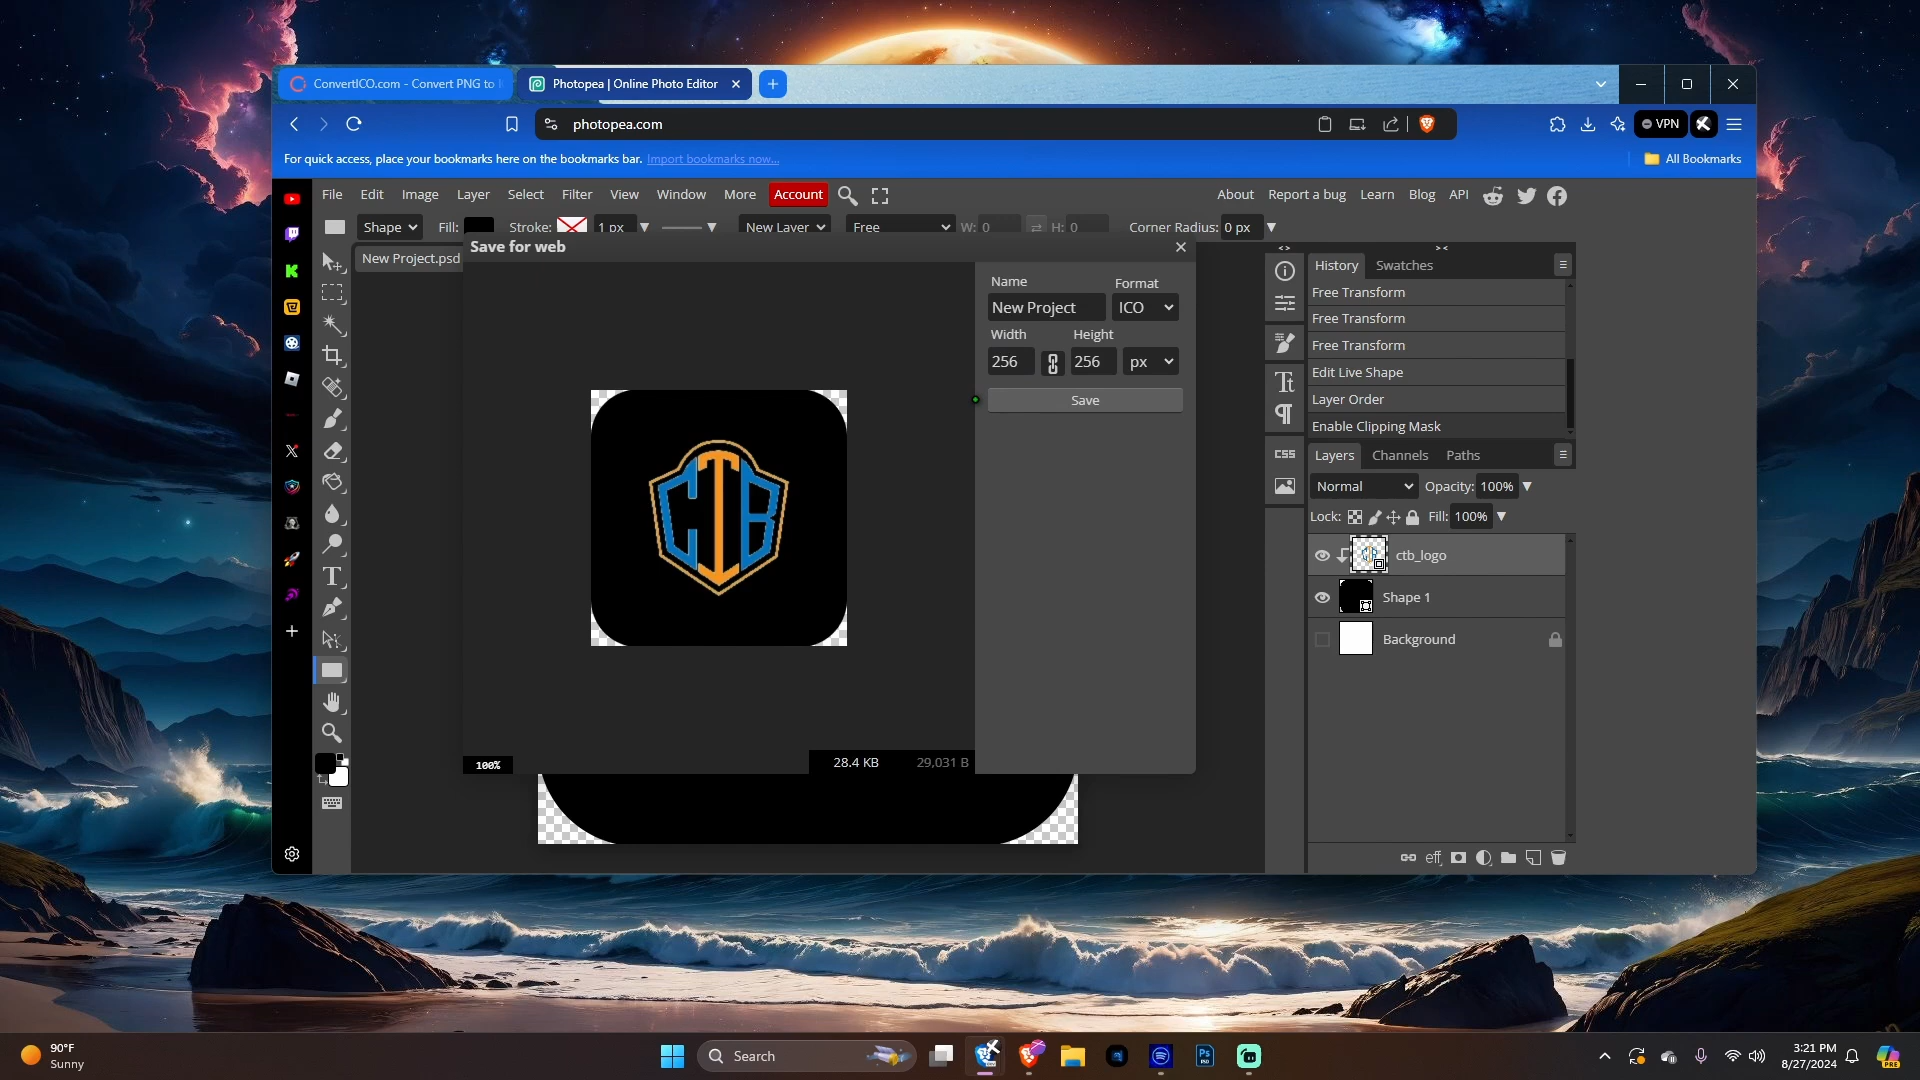 ConvertICO.com - Convert PNG to I
Photopea | Online Photo Editor
photopea.com
VPN
For quick access, place your bookmarks here on the bookmarks bar. Import bookmarks now...
All Bookmarks
File Edit Image Layer Select Filter View Window More Account
About Report a bug Learn Blog API
Shape Fill: Stroke: 1 px New Layer Free W: 0 H: 0 Corner Radius: 0 px
New Project.psd
Save for web
Name Format
New Project ICO
Width Height
256 256 px
Save
CTB
100%
28.4 KB 29,031 B
History Swatches
Free Transform
Free Transform
Free Transform
Edit Live Shape
Layer Order
Enable Clipping Mask
CSS
Layers Channels Paths
Normal Opacity: 100%
Lock: Fill: 100%
ctb_logo
Shape 1
Background
eff
90°F
Sunny
Search
3:21 PM
8/27/2024